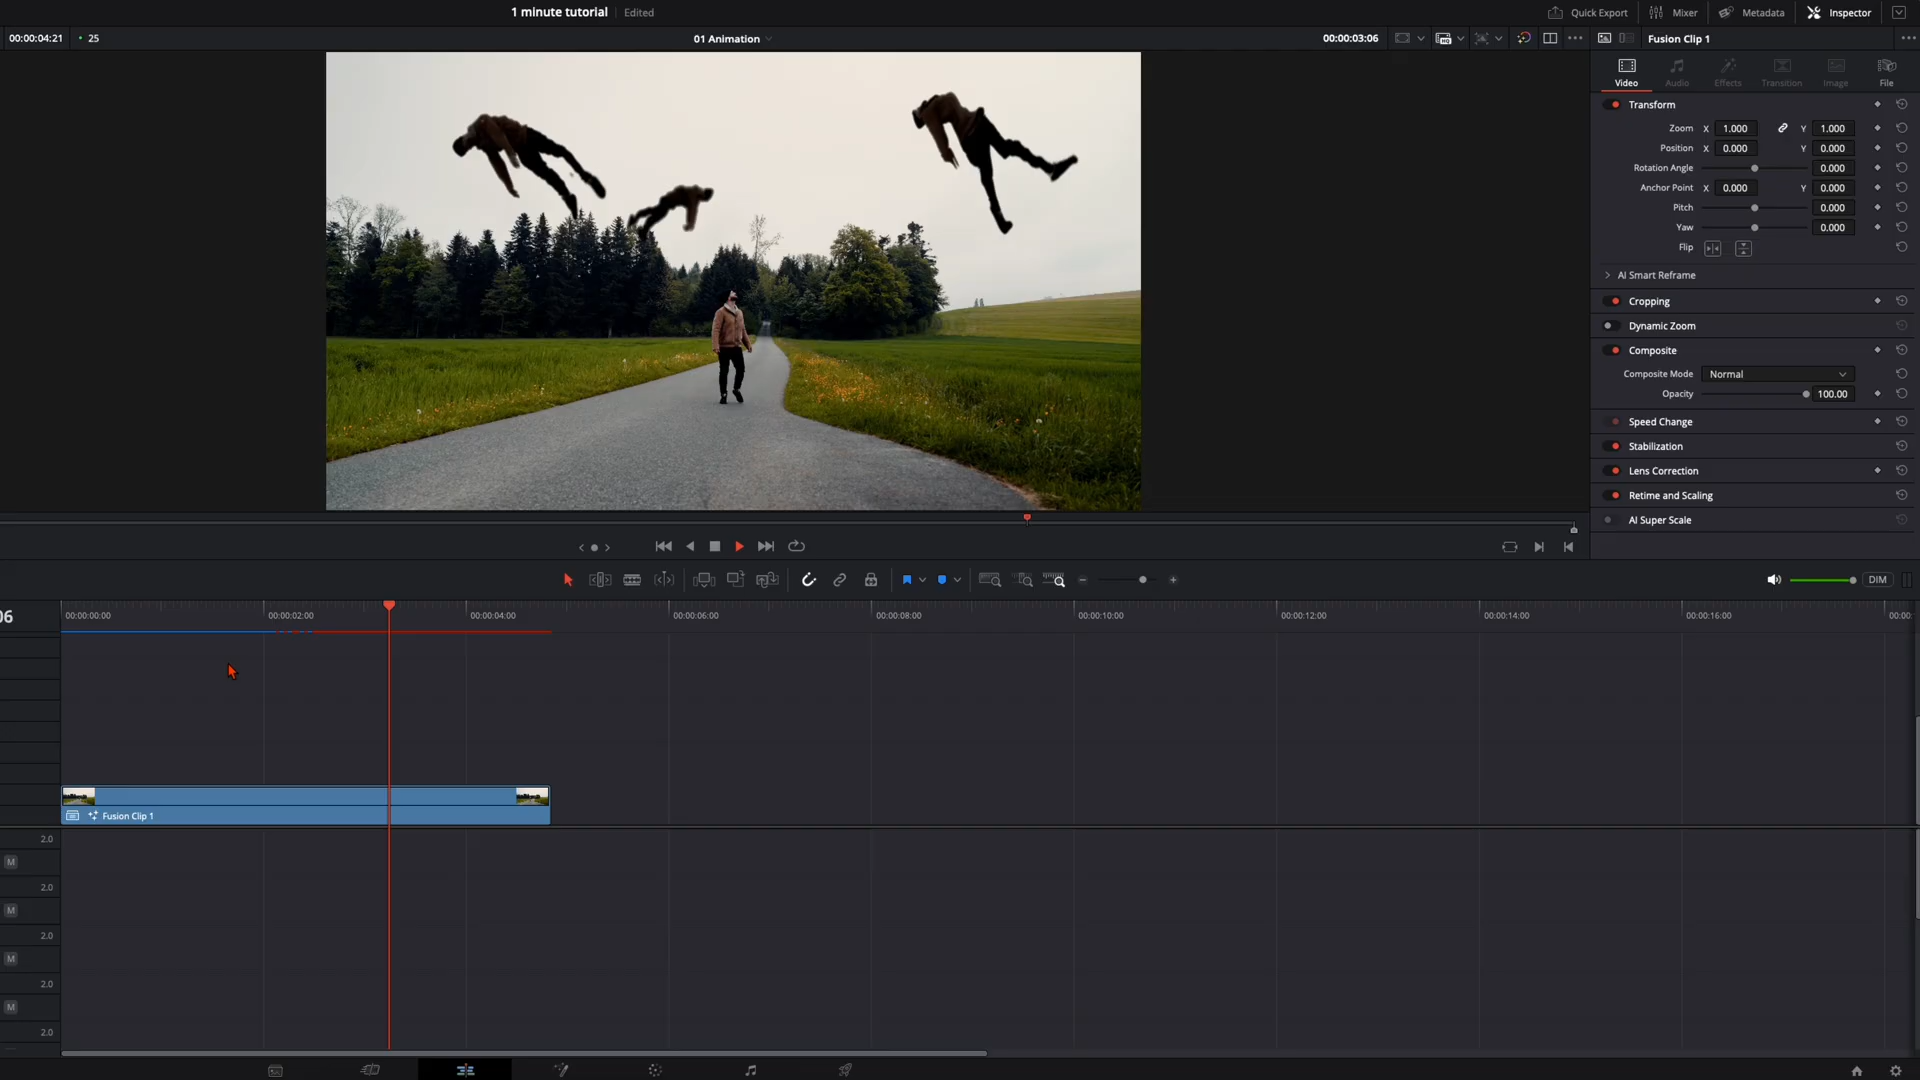 1 minute tutorial Edited
Quick Export Mixer Metadata Inspector
00:00:04:21 25 01 Animation 00:00:03:06 Fusion Clip 1
Video Audio Effects Transition Image File
Transform
Zoom X 1.000 Y 1.000
Position X 0.000 Y 0.000
Rotation Angle 0.000
Anchor Point X 0.000 Y 0.000
Pitch 0.000
Yaw 0.000
Flip
AI Smart Reframe
Cropping
Dynamic Zoom
Composite
Composite Mode Normal
Opacity 100.00
Speed Change
Stabilization
Lens Correction
Retime and Scaling
AI Super Scale
DIM
06 00:00:00:00 00:00:02:00 00:00:04:00 00:00:06:00 00:00:08:00 00:00:10:00 00:00:12:00 00:00:14:00 00:00:16:00 00:00:
Fusion Clip 1
2.0
M
2.0
M
2.0
M
2.0
M
2.0